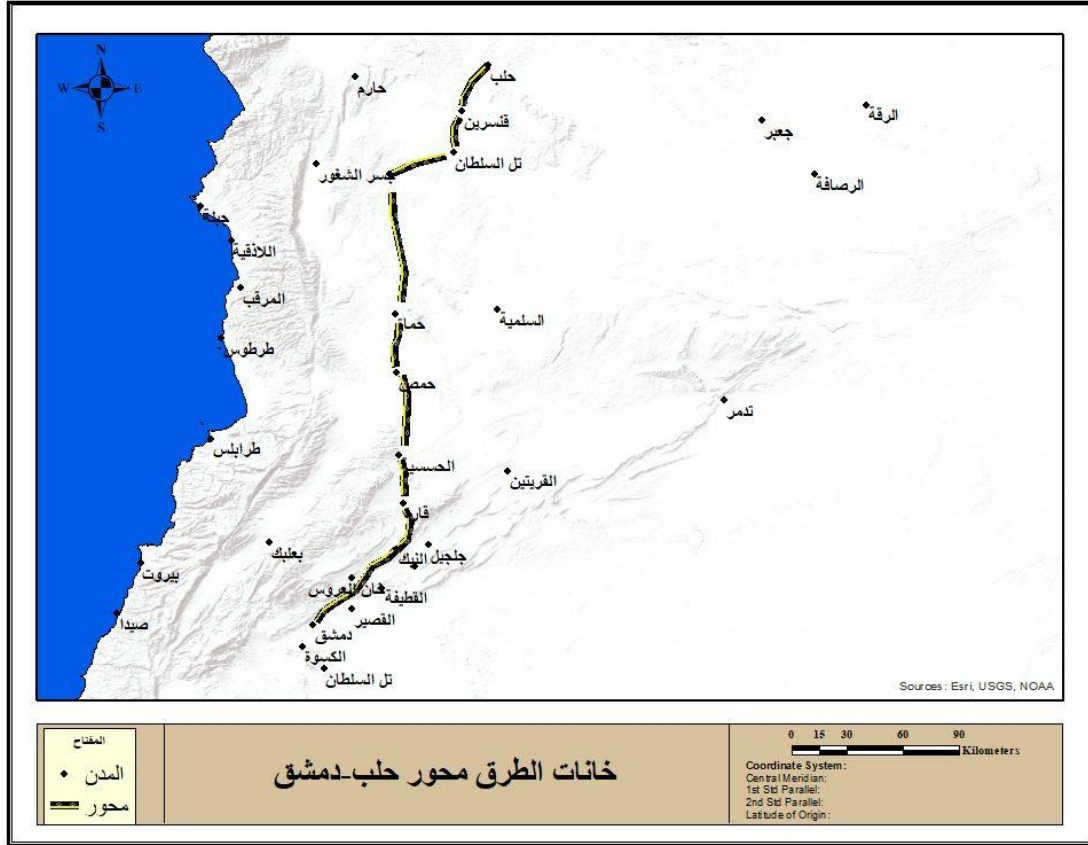 N
W E
S
حلب
حارم
قنسرين
الرقة
جعبر
تل السلطان
جسر الشغور
الرصافة
جبلة
اللاذقية
المرقب
السلمية
حماة
طرطوس
حمص
تدمر
طرابلس
الحسية
القريتين
قار
النبك
جلجيل
بعلبك
بيروت
خان العروس
القطيفة
القصير
صيدا
دمشق
الكسوة
تل السلطان
Sources: Esri, USGS, NOAA
المفتاح
المدن
محور
خانات الطرق محور حلب-دمشق
0 15 30 60 90
Kilometers
Coordinate System:
Central Meridian:
1st Std Parallel:
2nd Std Parallel:
Latitude of Origin: